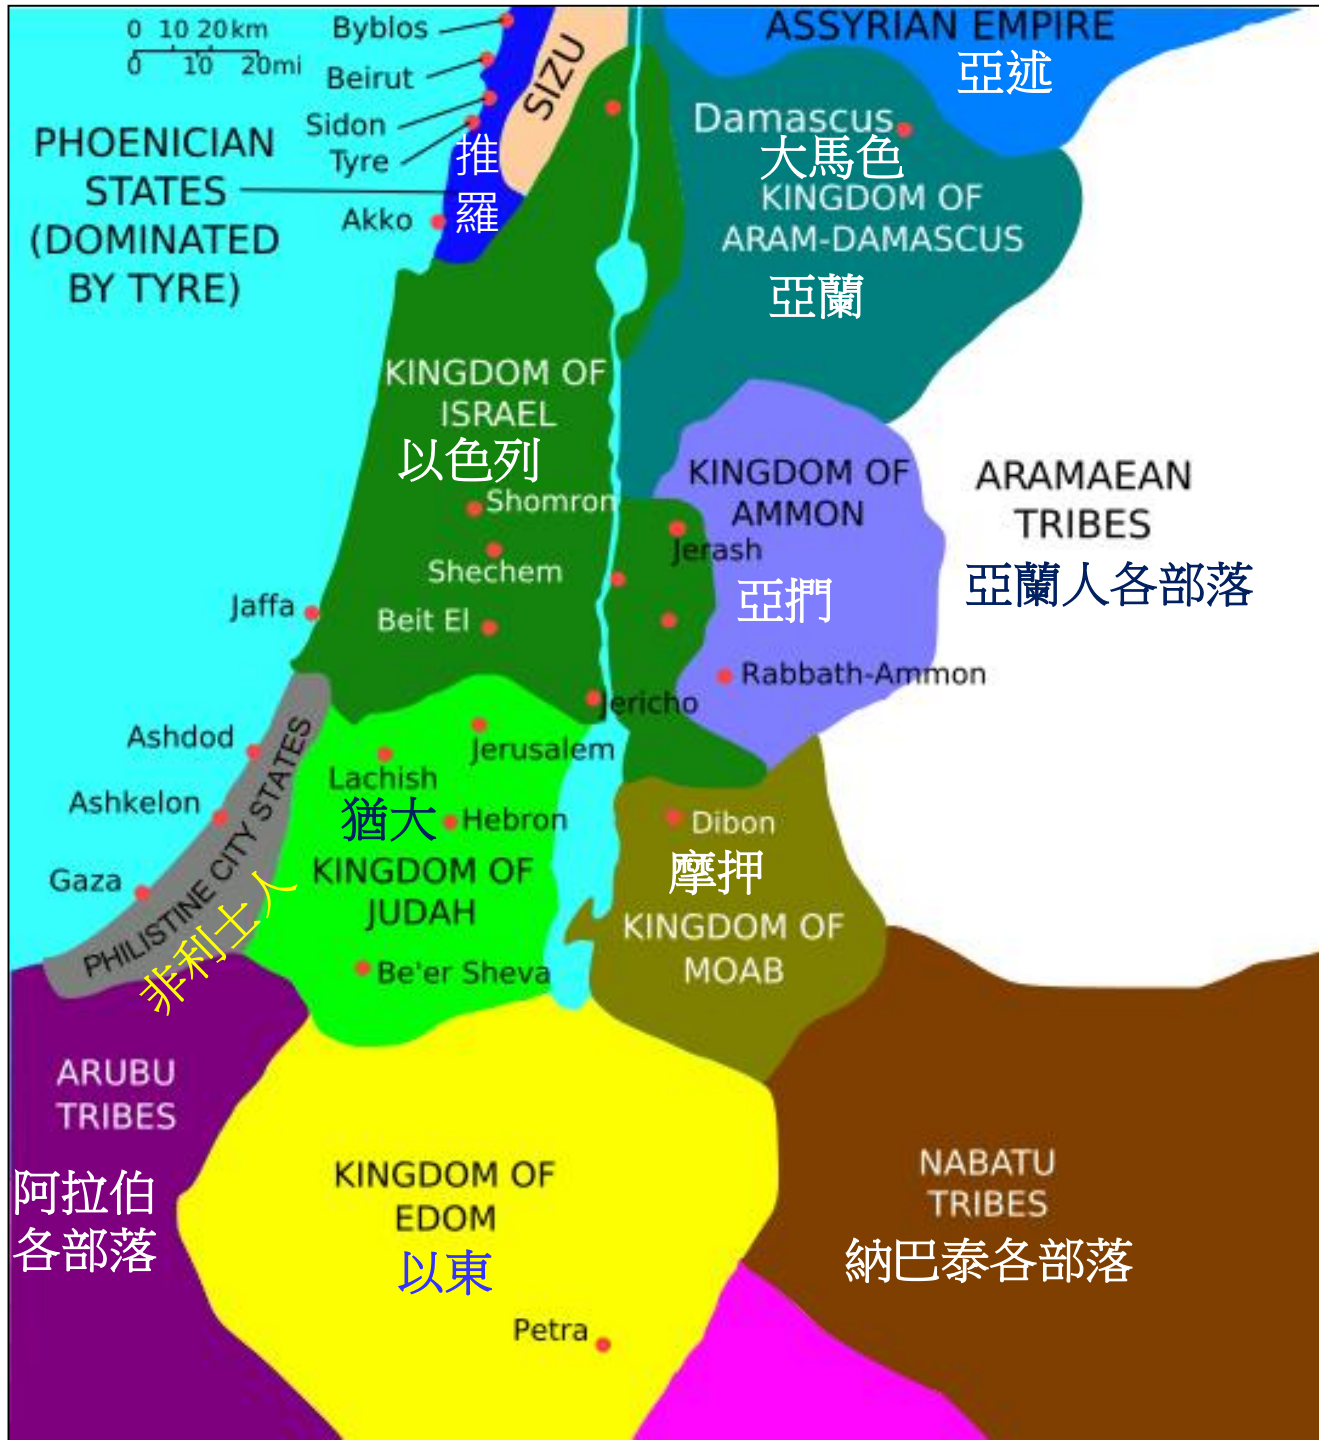 0 10 20km
0 10 20mi
Byblos
Beirut
Sidon
Tyre
Akko
SIZU
推
羅
PHOENICIAN
STATES
(DOMINATED
BY TYRE)
ASSYRIAN EMPIRE
亞述
Damascus
大馬色
KINGDOM OF
ARAM-DAMASCUS
亞蘭
KINGDOM OF
ISRAEL
以色列
Shomron
Shechem
Beit El
Jaffa
KINGDOM OF
AMMON
Jerash
亞捫
Rabbath-Ammon
ARAMAEAN
TRIBES
亞蘭人各部落
Jericho
Jerusalem
Lachish
猶大
Hebron
KINGDOM OF
JUDAH
Be'er Sheva
Ashdod
Ashkelon
Gaza
PHILISTINE CITY STATES
非利士人
Dibon
摩押
KINGDOM OF
MOAB
ARUBU
TRIBES
阿拉伯
各部落
KINGDOM OF
EDOM
以東
Petra
NABATU
TRIBES
納巴泰各部落